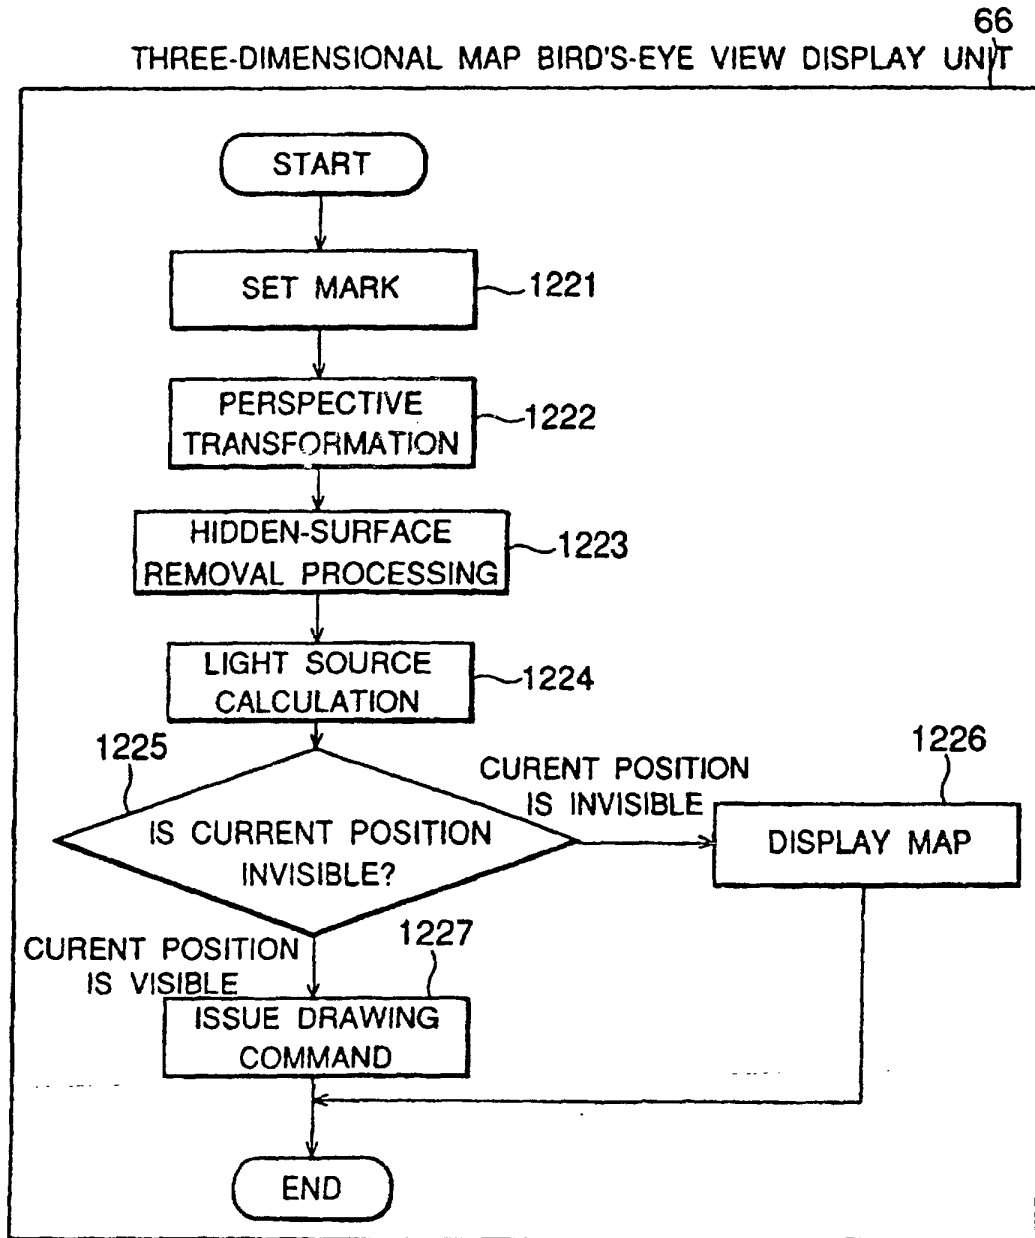 66
THREE-DIMENSIONAL MAP BIRD'S-EYE VIEW DISPLAY UNIT
START
SET MARK
1221
PERSPECTIVE
TRANSFORMATION
1222
HIDDEN-SURFACE
REMOVAL PROCESSING
1223
LIGHT SOURCE
CALCULATION
1224
1225
IS CURRENT POSITION
INVISIBLE?
CURENT POSITION
IS INVISIBLE
1226
DISPLAY MAP
CURENT POSITION
IS VISIBLE
1227
ISSUE DRAWING
COMMAND
END